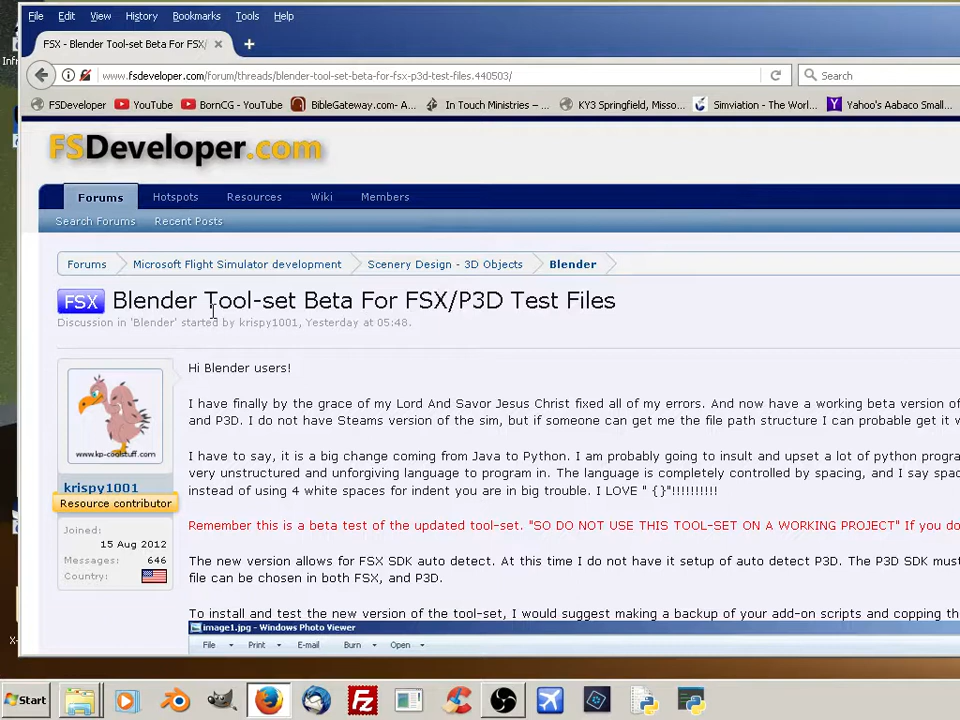 File Edit View History Bookmarks Tools Help
FSX - Blender Tool-set Beta For FSX/
www.fsdeveloper.com/forum/threads/blender-tool-set-beta-for-fsx-p3d-test-files.440503/
Search
FSDeveloper YouTube BornCG - YouTube BibleGateway.com- A... In Touch Ministries – ... KY3 Springfield, Misso... Simviation - The Worl... Yahoo's Aabaco Small...
FSDeveloper.com
Forums Hotspots Resources Wiki Members
Search Forums Recent Posts
Forums Microsoft Flight Simulator development Scenery Design - 3D Objects Blender
FSX Blender Tool-set Beta For FSX/P3D Test Files
Discussion in 'Blender' started by krispy1001, Yesterday at 05:48.
Hi Blender users!
I have finally by the grace of my Lord And Savor Jesus Christ fixed all of my errors. And now have a working beta version of
and P3D. I do not have Steams version of the sim, but if someone can get me the file path structure I can probable get it w
www.kp-coolstuff.com
I have to say, it is a big change coming from Java to Python. I am probably going to insult and upset a lot of python progra
very unstructured and unforgiving language to program in. The language is completely controlled by spacing, and I say spac
instead of using 4 white spaces for indent you are in big trouble. I LOVE " {}"!!!!!!!!!!
krispy1001
Resource contributor
Remember this is a beta test of the updated tool-set. "SO DO NOT USE THIS TOOL-SET ON A WORKING PROJECT" If you do
Joined:
15 Aug 2012
Messages: 646
Country:
The new version allows for FSX SDK auto detect. At this time I do not have it setup of auto detect P3D. The P3D SDK mus
file can be chosen in both FSX, and P3D.
To install and test the new version of the tool-set, I would suggest making a backup of your add-on scripts and copping th
image1.jpg - Windows Photo Viewer
File Print E-mail Burn Open
Start